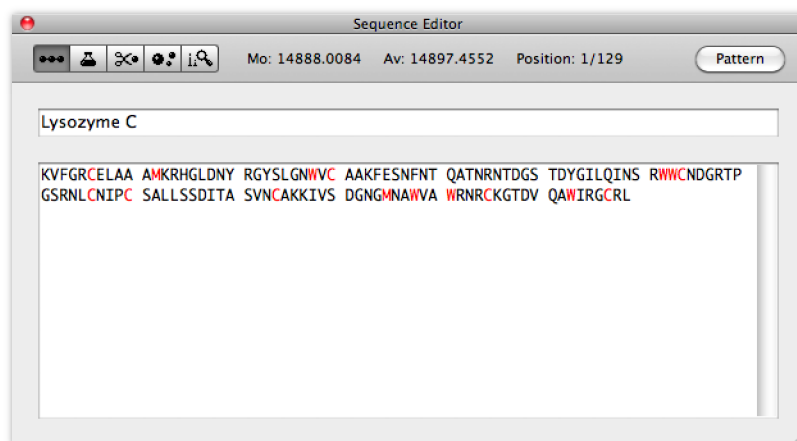 Sequence Editor
Mo: 14888.0084 Av: 14897.4552 Position: 1/129 Pattern
Lysozyme C
KVFGRCELAA AMKRHGLDNY RGYSLGNWVC AAKFESNFNT QATNRNTDGS TDYGILQINS RWWCNDGRTP
GSRNLCNIPC SALLSSDITA SVNCAKKIVS DGNGMNAWVA WRNRCKGTDV QAWIRGCRL